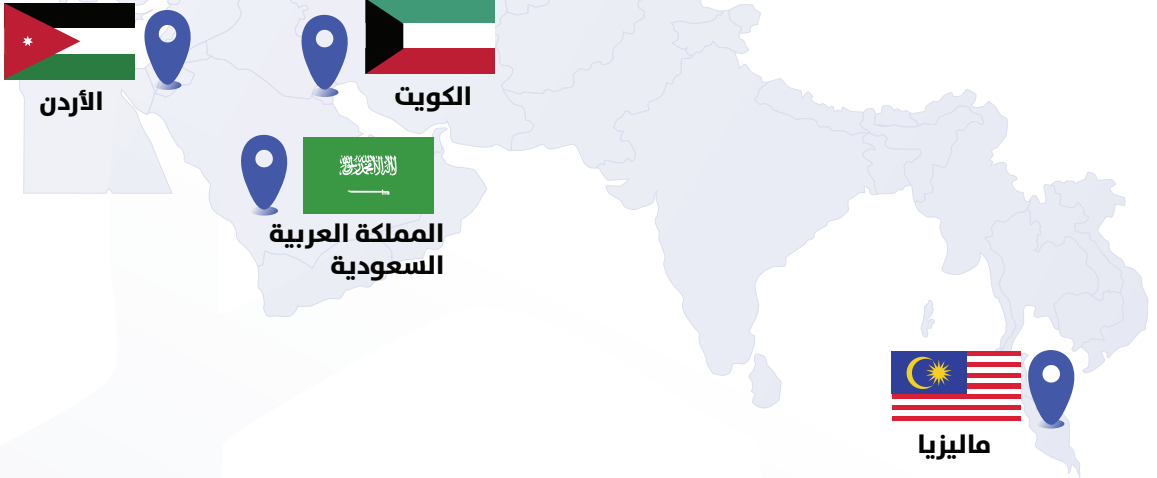 الكويت
الأردن
المملكة العربية
السعودية
ماليزيا